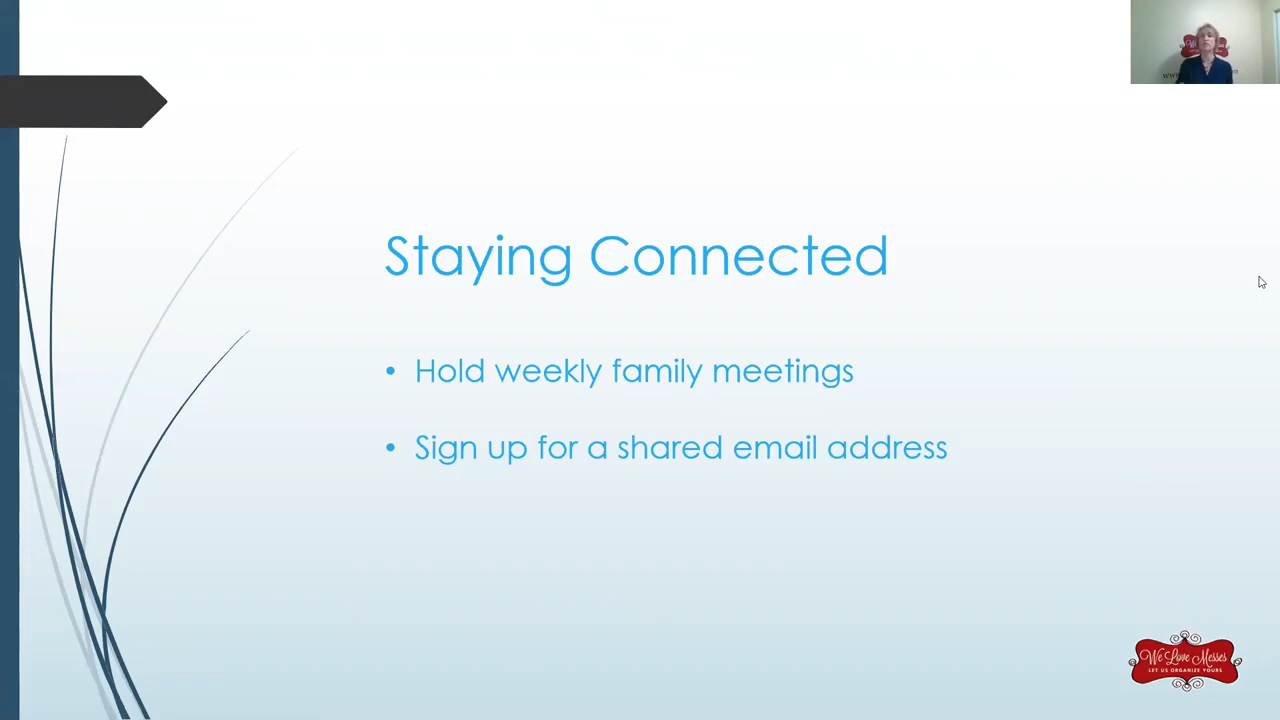 Staying Connected
• Hold weekly family meetings
• Sign up for a shared email address
We Love Messes
LET US ORGANIZE YOURS